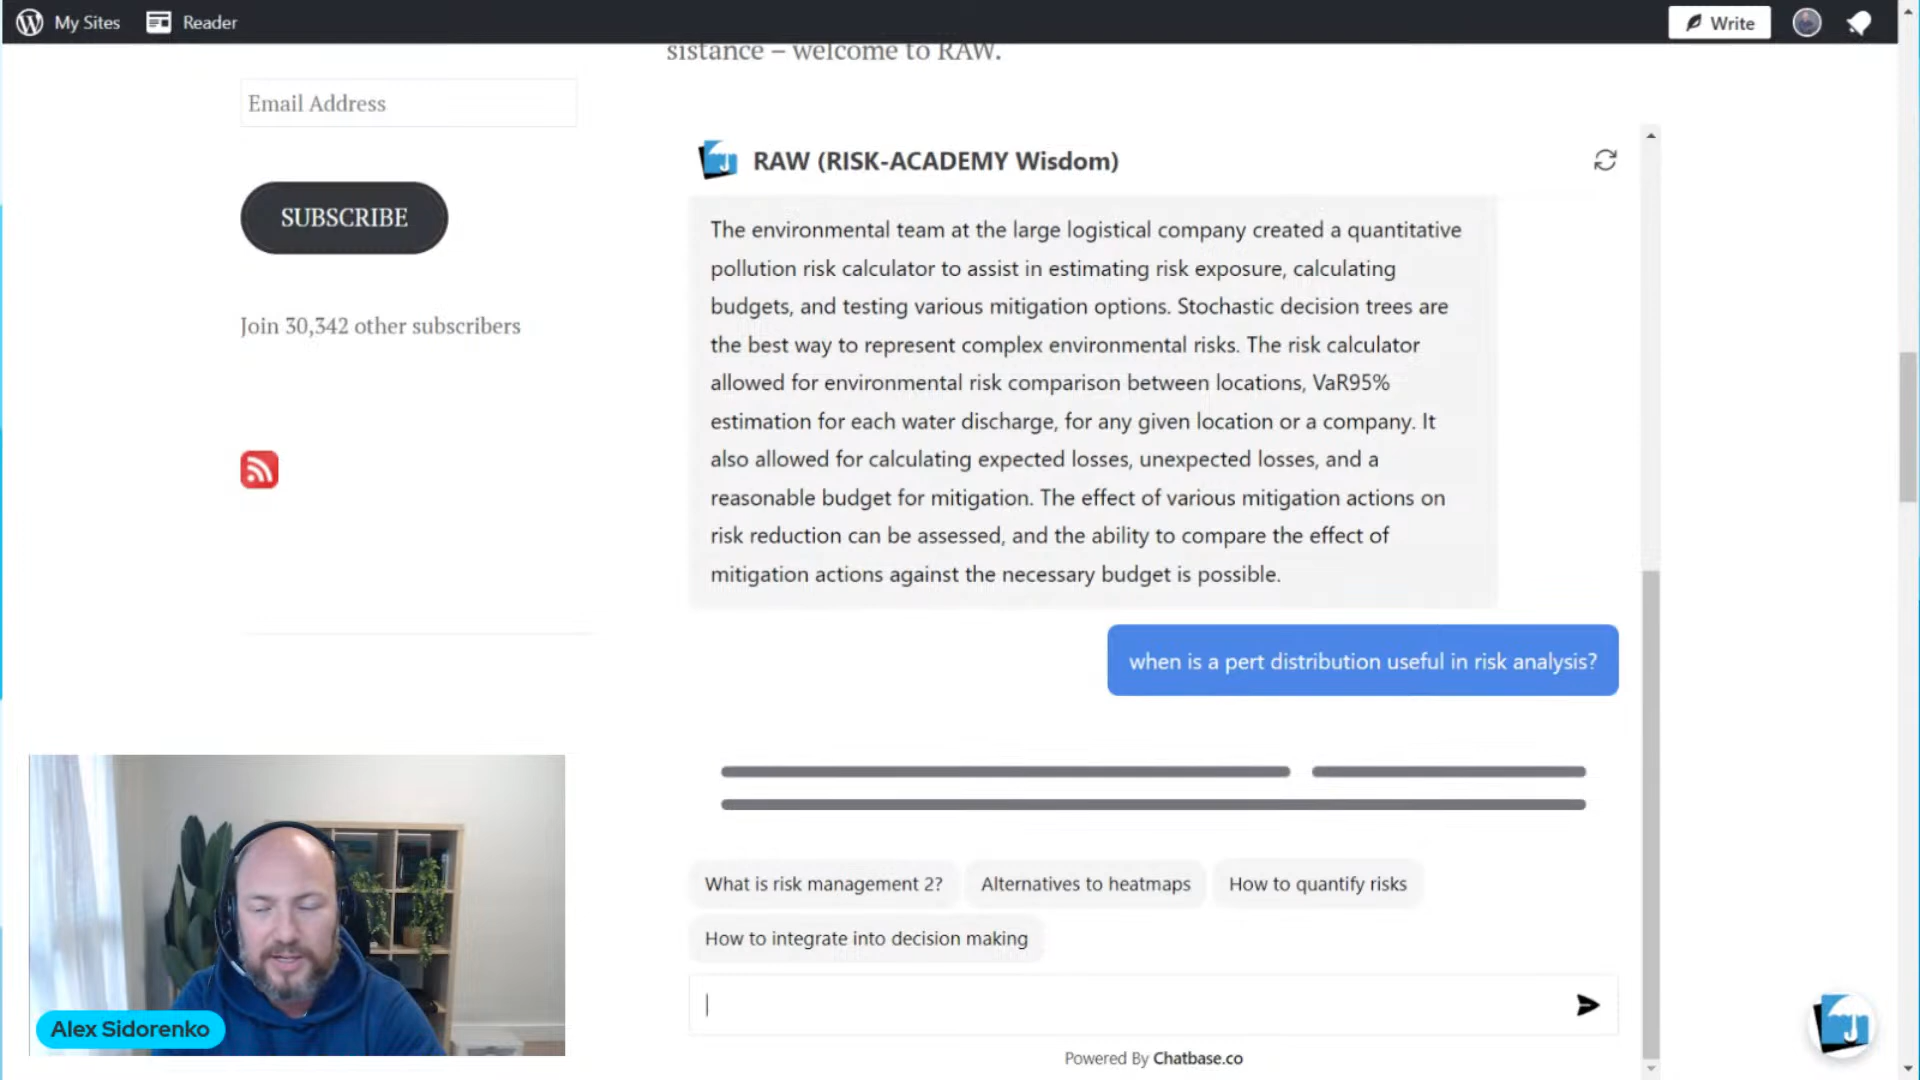 My Sites
Reader
Write
sistance – welcome to RAW.
Email Address
SUBSCRIBE
Join 30,342 other subscribers
RAW (RISK-ACADEMY Wisdom)
The environmental team at the large logistical company created a quantitative
pollution risk calculator to assist in estimating risk exposure, calculating
budgets, and testing various mitigation options. Stochastic decision trees are
the best way to represent complex environmental risks. The risk calculator
allowed for environmental risk comparison between locations, VaR95%
estimation for each water discharge, for any given location or a company. It
also allowed for calculating expected losses, unexpected losses, and a
reasonable budget for mitigation. The effect of various mitigation actions on
risk reduction can be assessed, and the ability to compare the effect of
mitigation actions against the necessary budget is possible.
when is a pert distribution useful in risk analysis?
What is risk management 2?
Alternatives to heatmaps
How to quantify risks
How to integrate into decision making
Powered By Chatbase.co
Alex Sidorenko